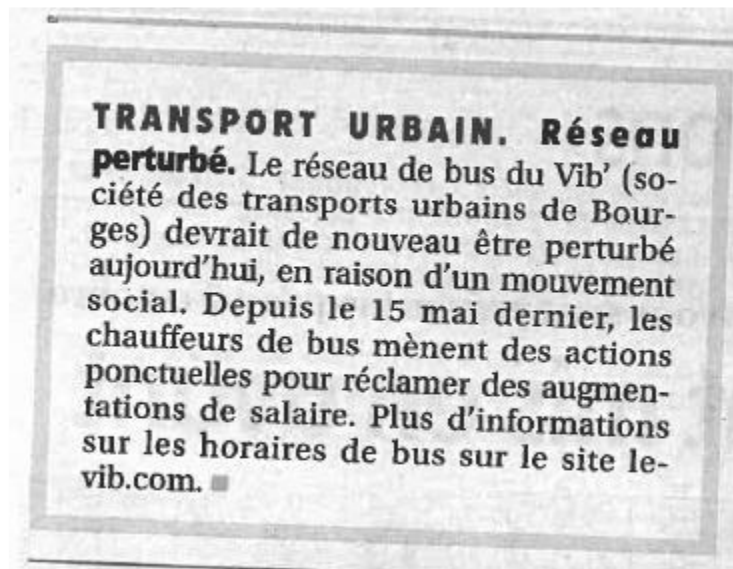 TRANSPORT URBAIN. Réseau
perturbé. Le réseau de bus du Vib' (so-
ciété des transports urbains de Bour-
ges) devrait de nouveau être perturbé
aujourd'hui, en raison d'un mouvement
social. Depuis le 15 mai dernier, les
chauffeurs de bus mènent des actions
ponctuelles pour réclamer des augmen-
tations de salaire. Plus d'informations
sur les horaires de bus sur le site le-
vib.com.